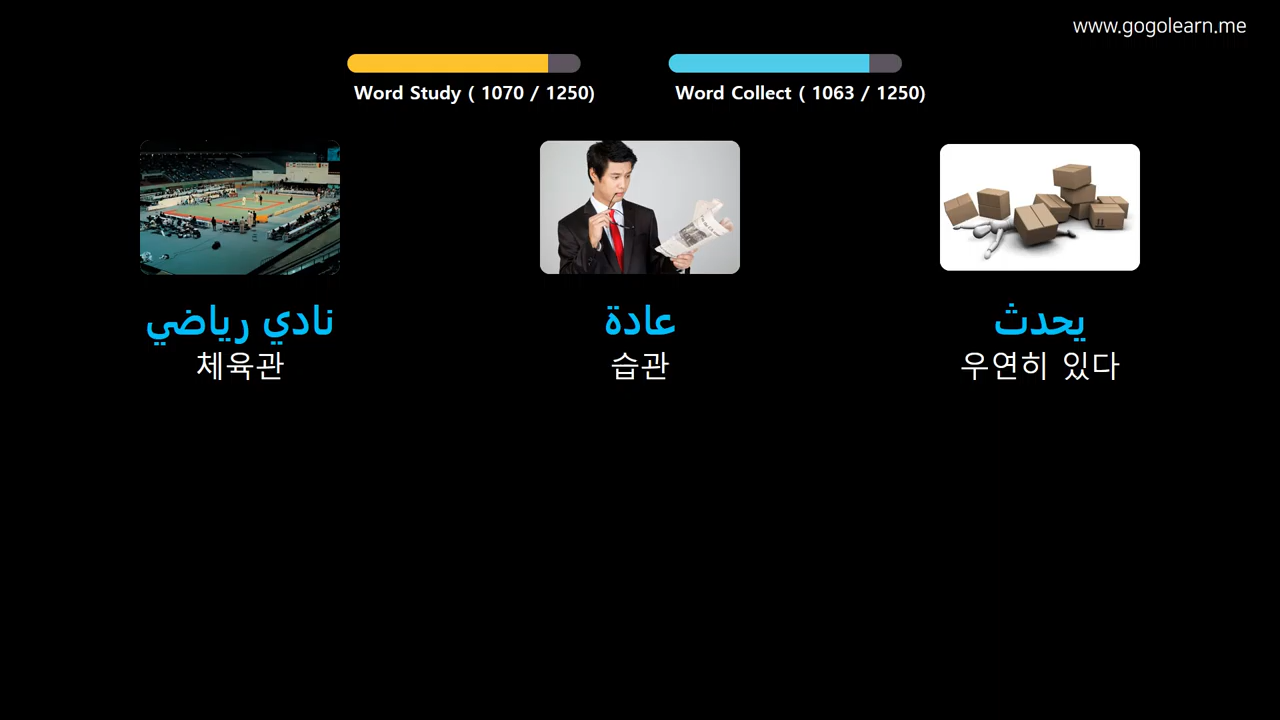 www.gogolearn.me
Word Study ( 1070 / 1250)
Word Collect ( 1063 / 1250)
نادي رياضي
체육관
عادة
습관
يحدث
우연히 있다